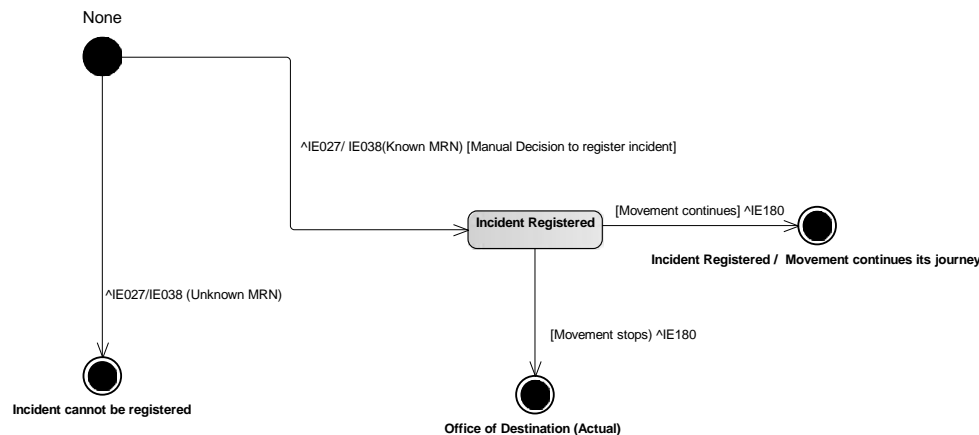 None
^IE027/ IE038(Known MRN) [Manual Decision to register incident]
Incident Registered
[Movement continues] ^IE180
Incident Registered /  Movement continues its journey
^IE027/IE038 (Unknown MRN)
[Movement stops) ^IE180
Incident cannot be registered
Office of Destination (Actual)